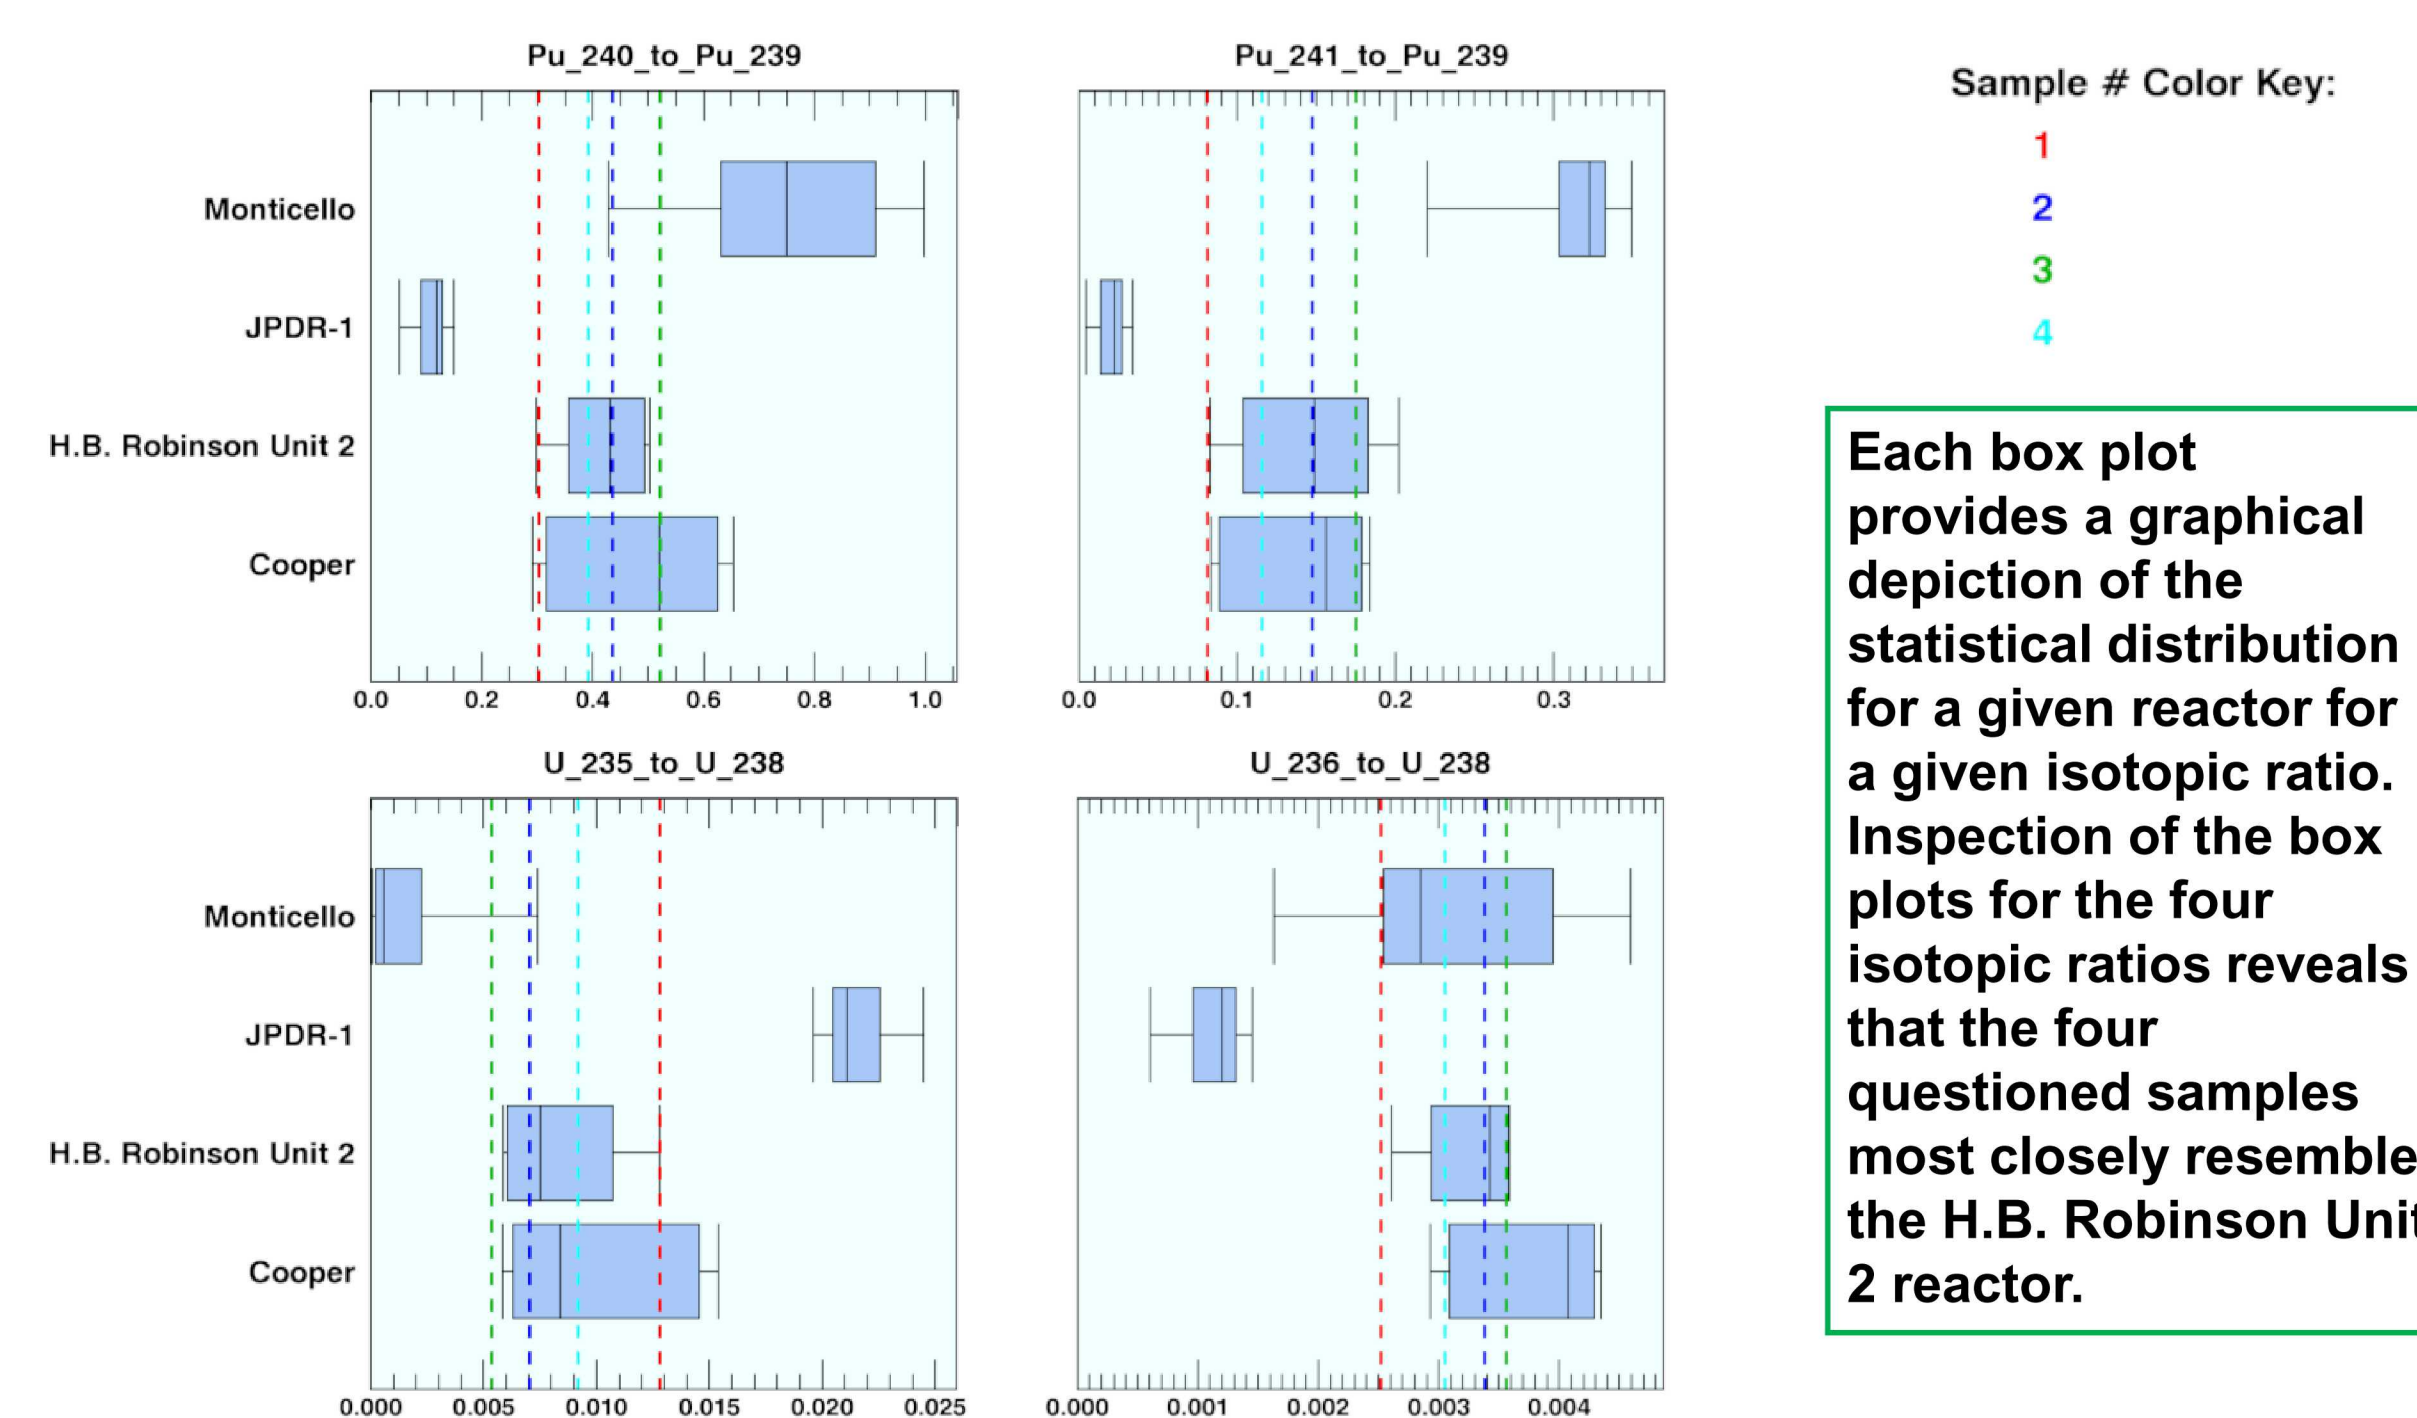 Pu_240_to_Pu_239
Monticello
JPDR-1
H.B. Robinson Unit 2
Cooper
0.0 0.2 0.4 0.6 0.8 1.0
Pu_241_to_Pu_239
0.0 0.1 0.2 0.3
U_235_to_U_238
Monticello
JPDR-1
H.B. Robinson Unit 2
Cooper
0.000 0.005 0.010 0.015 0.020 0.025
U_236_to_U_238
0.000 0.001 0.002 0.003 0.004
Sample # Color Key:
1
2
3
4
Each box plot
provides a graphical
depiction of the
statistical distribution
for a given reactor for
a given isotopic ratio.
Inspection of the box
plots for the four
isotopic ratios reveals
that the four
questioned samples
most closely resemble
the H.B. Robinson Unit
2 reactor.